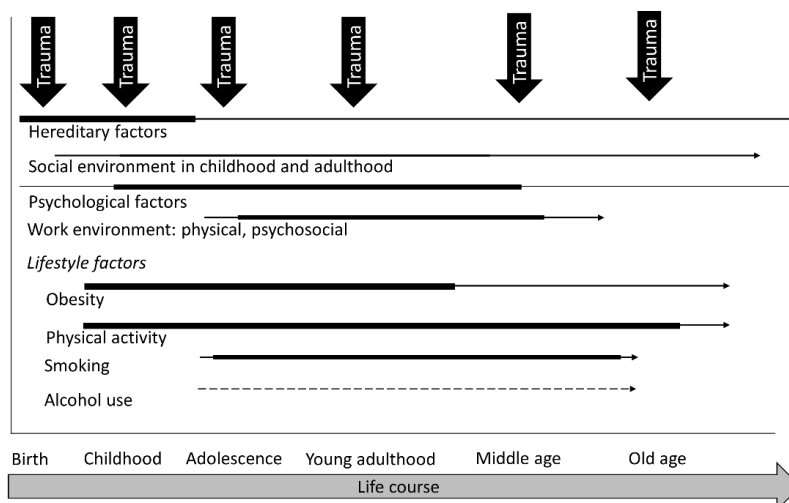 Trauma
Trauma
Trauma
Trauma
Trauma
Trauma
Hereditary factors
Social environment in childhood and adulthood
Psychological factors
Work environment: physical, psychosocial
Lifestyle factors
Obesity
Physical activity
Smoking
Alcohol use
Birth Childhood Adolescence Young adulthood Middle age Old age
Life course